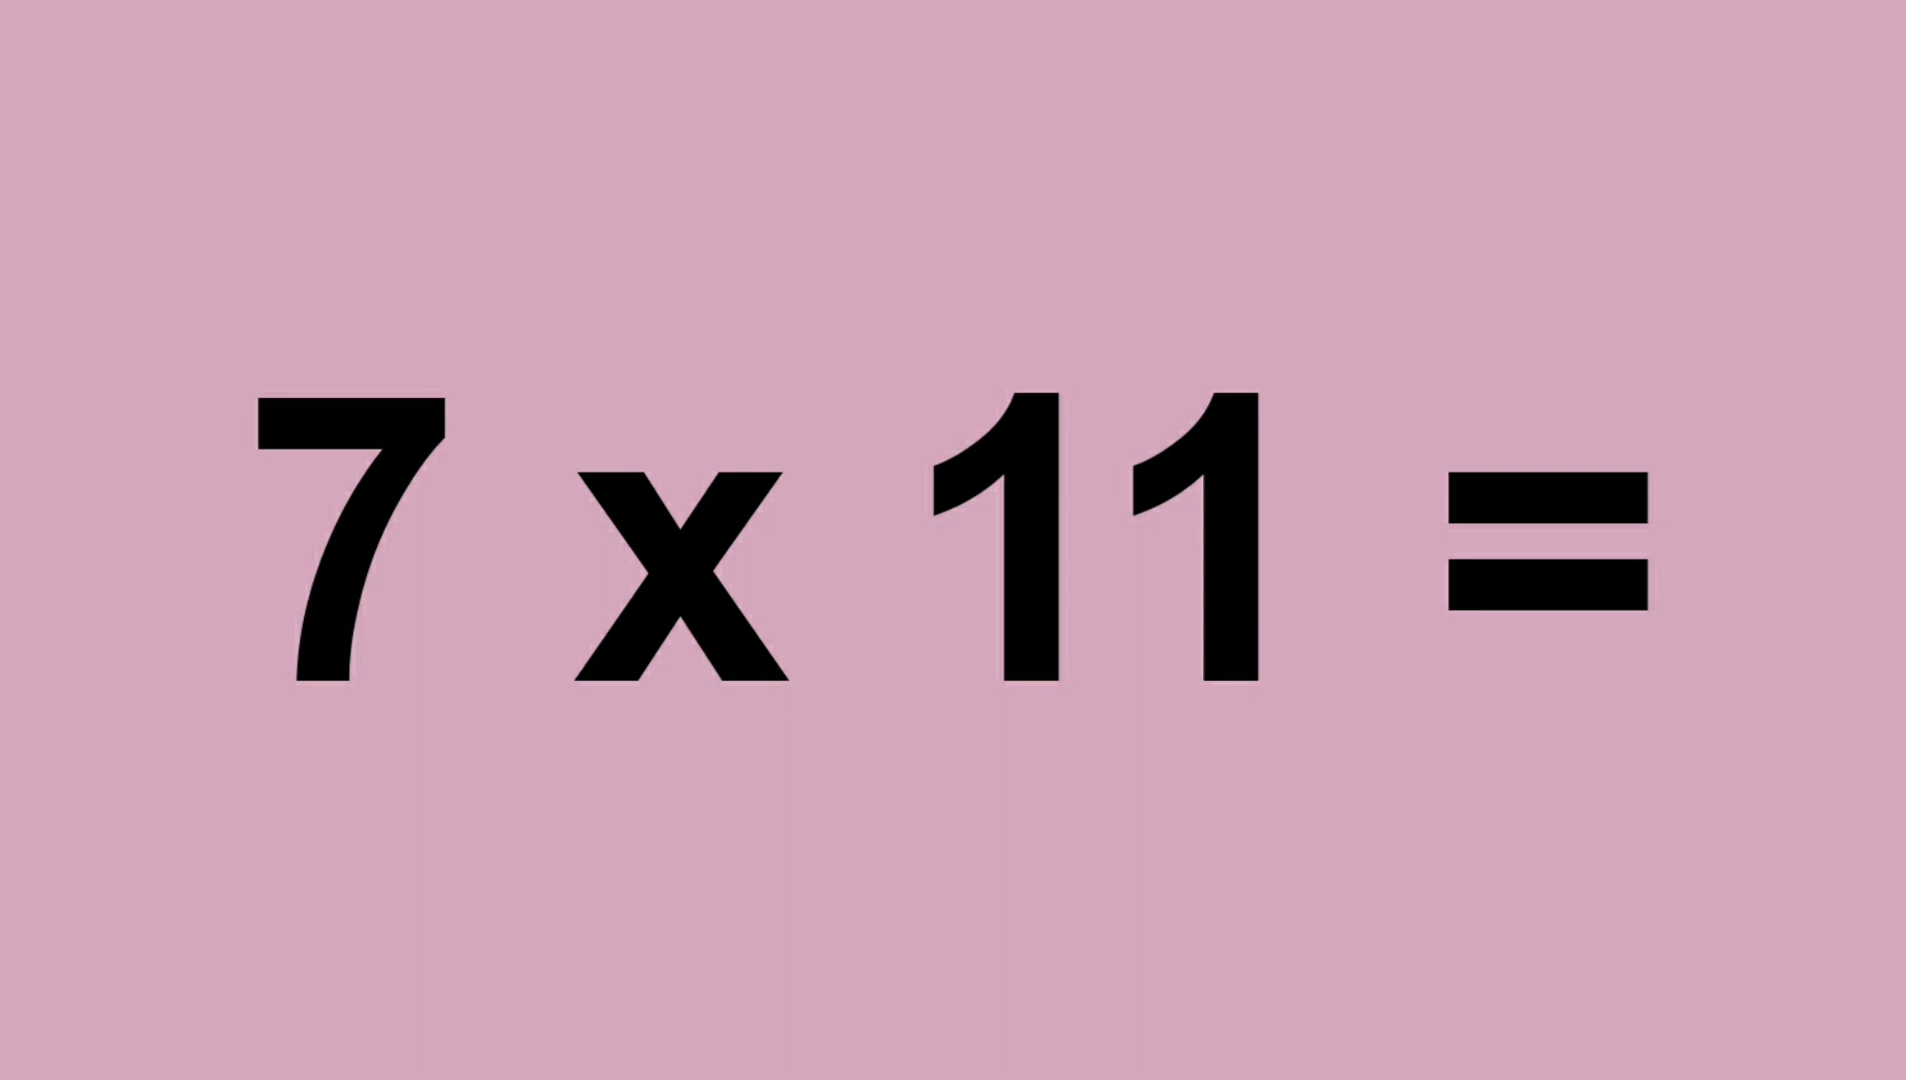 7 x 11 =